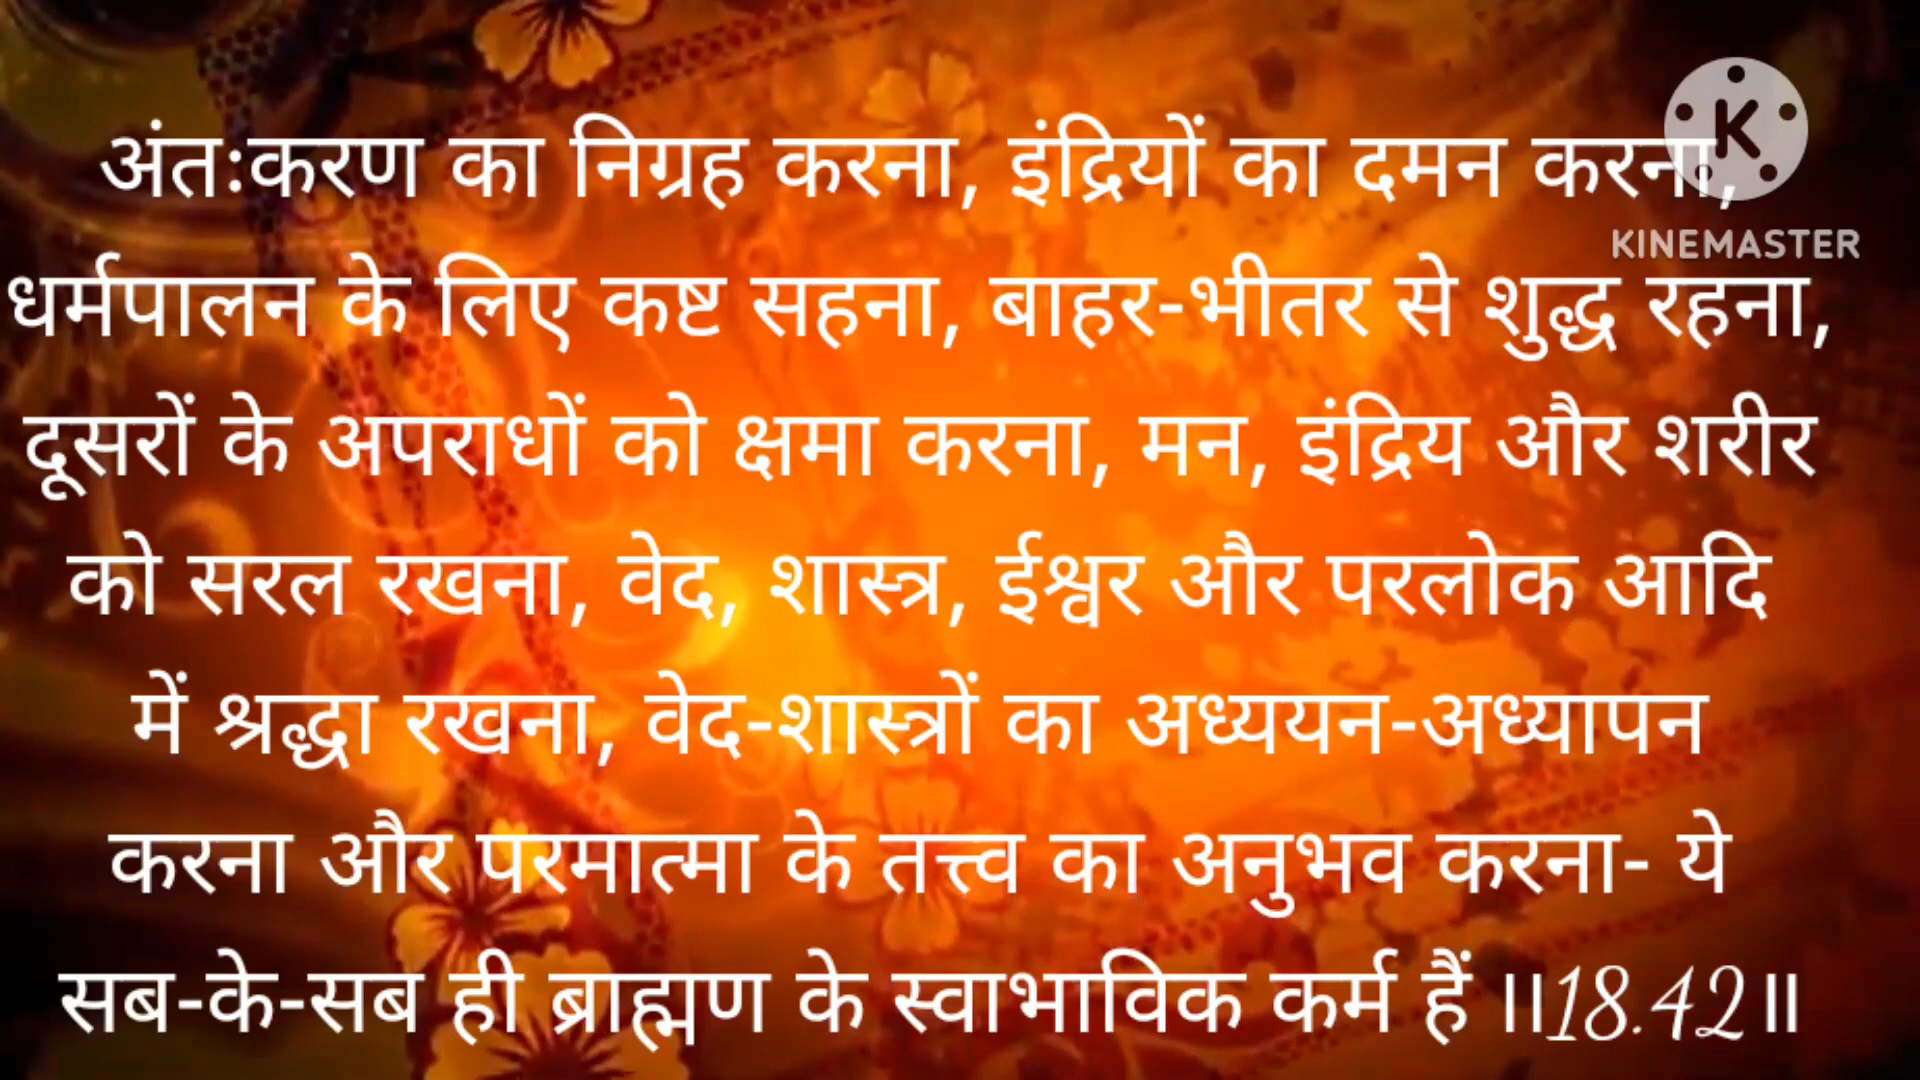 अंतःकरण का निग्रह करना, इंद्रियों का दमन करना,
KINEMASTER
धर्मपालन के लिए कष्ट सहना, बाहर-भीतर से शुद्ध रहना,
दूसरों के अपराधों को क्षमा करना, मन, इंद्रिय और शरीर
को सरल रखना, वेद, शास्त्र, ईश्वर और परलोक आदि
में श्रद्धा रखना, वेद-शास्त्रों का अध्ययन-अध्यापन
करना और परमात्मा के तत्त्व का अनुभव करना- ये
सब-के-सब ही ब्राह्मण के स्वाभाविक कर्म हैं ।।18.42॥